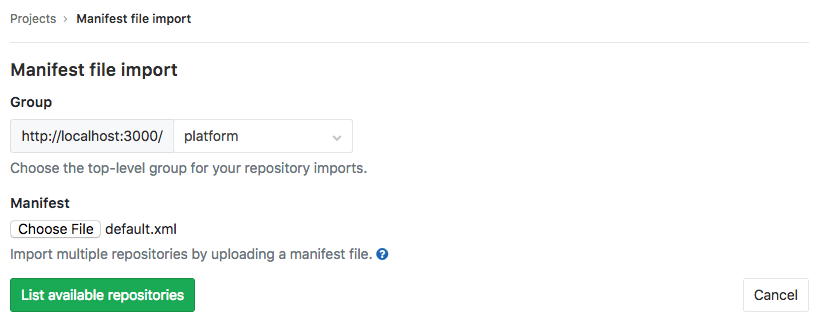 Projects › Manifest file import
Manifest file import
Group
http://localhost:3000/ platform
Choose the top-level group for your repository imports.
Manifest
Choose File default.xml
Import multiple repositories by uploading a manifest file. ?
List available repositories Cancel